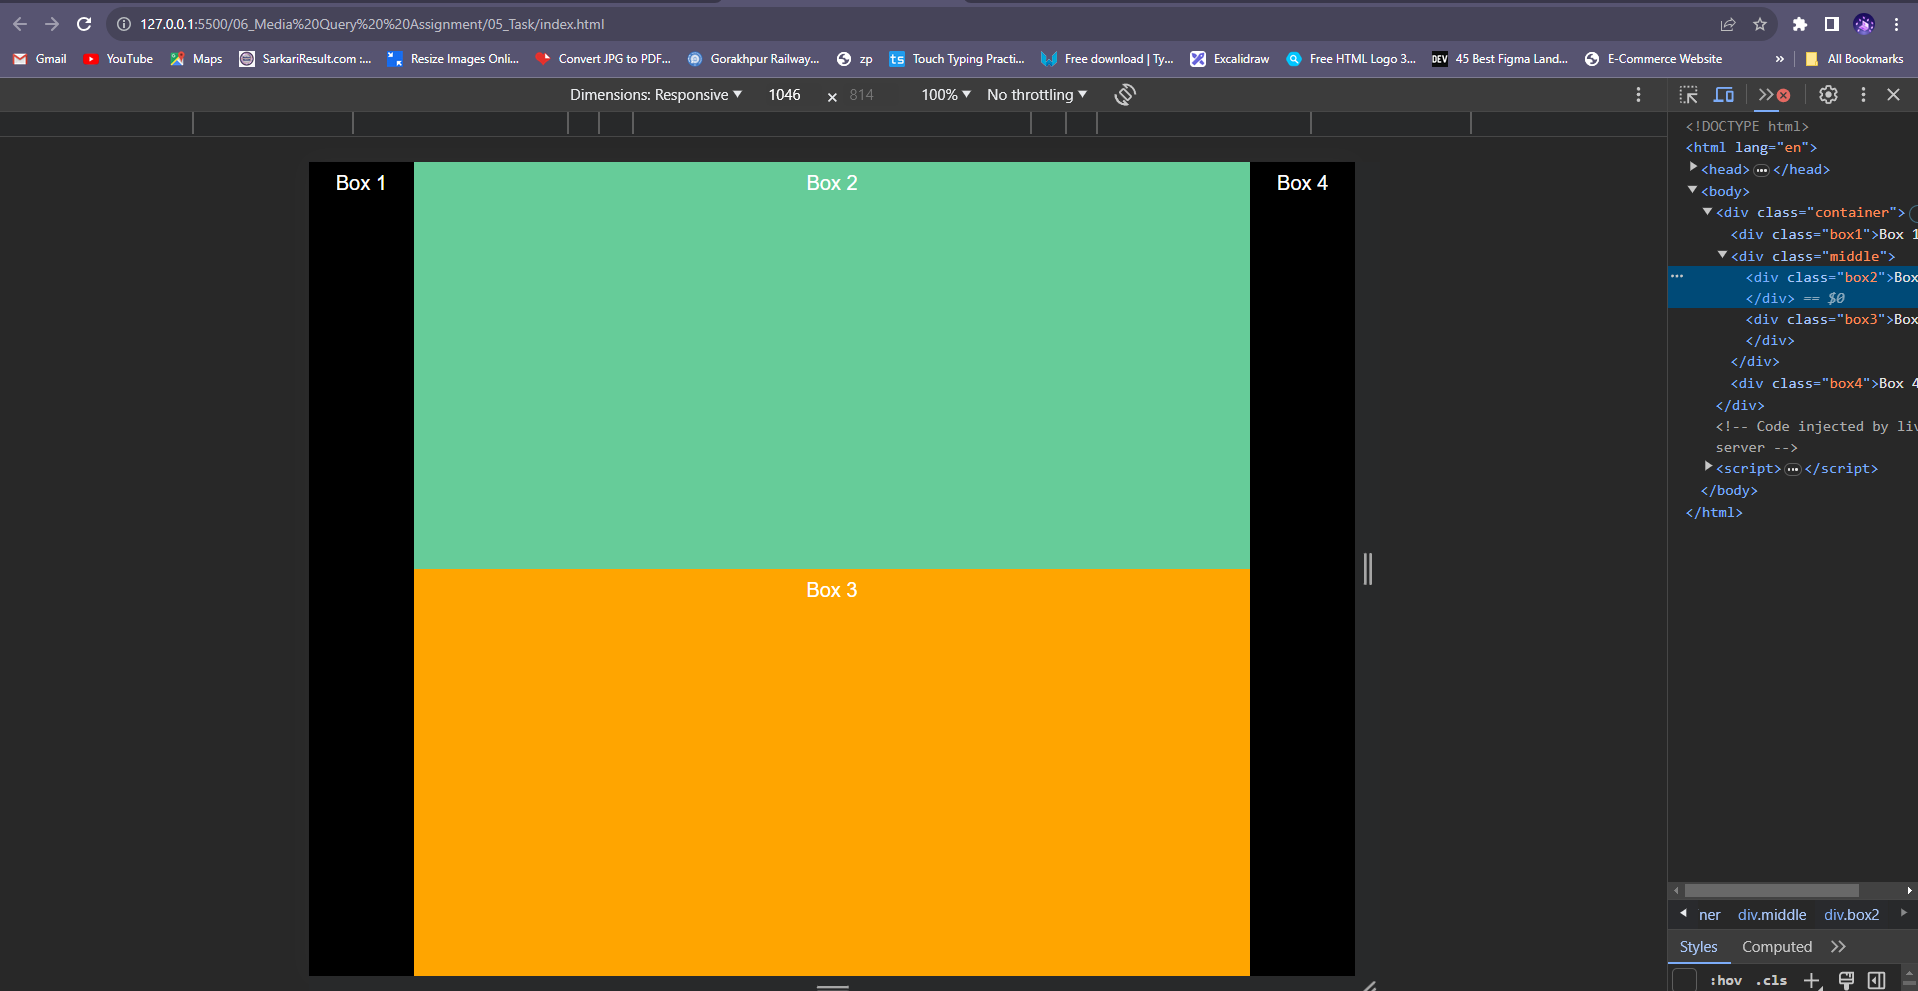 127.0.0.1:5500/06_Media%20Query%20%20Assignment/05_Task/index.html
Gmail YouTube Maps SarkariResult.com :... Resize Images Onli... Convert JPG to PDF... Gorakhpur Railway... zp Touch Typing Practi... Free download | Ty... Excalidraw Free HTML Logo 3... DEV 45 Best Figma Land... E-Commerce Website » All Bookmarks
Dimensions: Responsive 1046 × 814 100% No throttling
Box 1 Box 2 Box 4
Box 3
<!DOCTYPE html>
<html lang="en">
<head> ••• </head>
<body>
<div class="container">
<div class="box1">Box 1
<div class="middle">
<div class="box2">Box
</div> == $0
<div class="box3">Box
</div>
</div>
<div class="box4">Box 4
</div>
<!-- Code injected by liv
server -->
<script> ••• </script>
</body>
</html>
ner div.middle div.box2
Styles Computed
:hov .cls